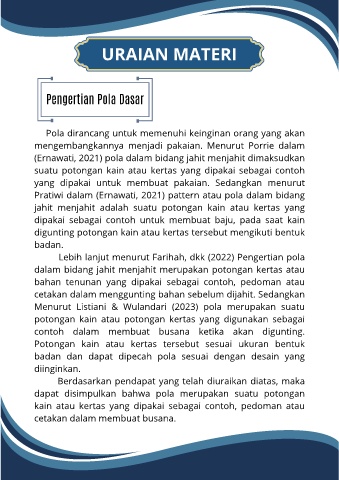 URAIAN MATERI
Pengertian Pola Dasar
Pola dirancang untuk memenuhi keinginan orang yang akan
mengembangkannya menjadi pakaian. Menurut Porrie dalam
(Ernawati, 2021) pola dalam bidang jahit menjahit dimaksudkan
suatu potongan kain atau kertas yang dipakai sebagai contoh
yang dipakai untuk membuat pakaian. Sedangkan menurut
Pratiwi dalam (Ernawati, 2021) pattern atau pola dalam bidang
jahit menjahit adalah suatu potongan kain atau kertas yang
dipakai sebagai contoh untuk membuat baju, pada saat kain
digunting potongan kain atau kertas tersebut mengikuti bentuk
badan.
Lebih lanjut menurut Farihah, dkk (2022) Pengertian pola
dalam bidang jahit menjahit merupakan potongan kertas atau
bahan tenunan yang dipakai sebagai contoh, pedoman atau
cetakan dalam menggunting bahan sebelum dijahit. Sedangkan
Menurut Listiani & Wulandari (2023) pola merupakan suatu
potongan kain atau potongan kertas yang digunakan sebagai
contoh dalam membuat busana ketika akan digunting.
Potongan kain atau kertas tersebut sesuai ukuran bentuk
badan dan dapat dipecah pola sesuai dengan desain yang
diinginkan.
Berdasarkan pendapat yang telah diuraikan diatas, maka
dapat disimpulkan bahwa pola merupakan suatu potongan
kain atau kertas yang dipakai sebagai contoh, pedoman atau
cetakan dalam membuat busana.